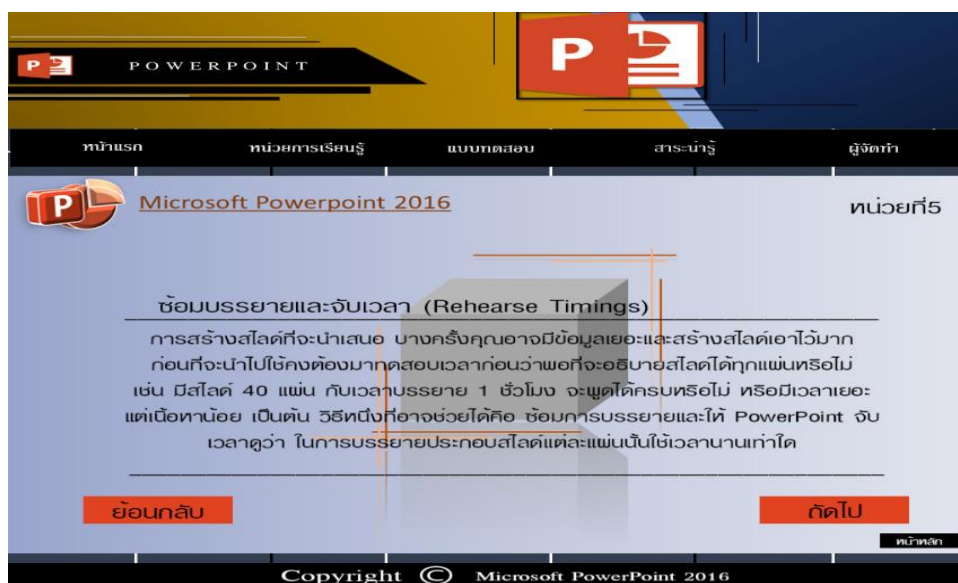 P
POWERPOINT
P
หน้าแรก หน่วยการเรียนรู้ แบบทดสอบ สาระน่ารู้ ผู้จัดทำ
P
Microsoft Powerpoint 2016
หน่วยที่5
ซ้อมบรรยายและจับเวลา (Rehearse Timings)
การสร้างสไลด์ที่จะนำเสนอ บางครั้งคุณอาจมีข้อมูลเยอะและสร้างสไลด์เอาไว้มาก
ก่อนที่จะนำไปใช้คงต้องมาทดสอบเวลาก่อนว่าพอที่จะอธิบายสไลด์ได้ทุกแผ่นหรือไม่
เช่น มีสไลด์ 40 แผ่น กับเวลาบรรยาย 1 ชั่วโมง จะพูดได้ครบหรือไม่ หรือมีเวลาเยอะ
แต่เนื้อหาน้อย เป็นต้น วิธีหนึ่งที่อาจช่วยได้คือ ซ้อมการบรรยายและให้ PowerPoint จับ
เวลาดูว่า ในการบรรยายประกอบสไลด์แต่ละแผ่นนั้นใช้เวลานานเท่าใด
ย้อนกลับ
ถัดไป
หน้าหลัก
Copyright © Microsoft PowerPoint 2016